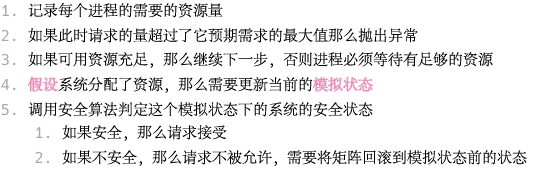 1. 记录每个进程的需要的资源量
2. 如果此时请求的量超过了它预期需求的最大值那么抛出异常
3. 如果可用资源充足，那么继续下一步，否则进程必须等待有足够的资源
4. 假设系统分配了资源，那么需要更新当前的模拟状态
5. 调用安全算法判定这个模拟状态下的系统的安全状态
1. 如果安全，那么请求接受
2. 如果不安全，那么请求不被允许，需要将矩阵回滚到模拟状态前的状态